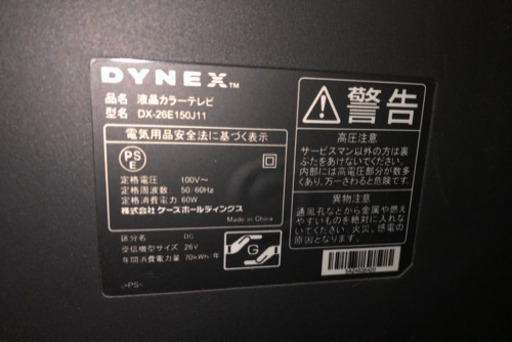 DYNEX™
品名 液晶カラーテレビ
型名 DX-26E150J11
電気用品安全法に基づく表示
PS
E
定格電圧 100V~
定格周波数 50/60Hz
定格消費電力 60W
株式会社ケーズホールディングス
Made in China
区分名 DG
受信機型サイズ 26V
年間消費電力量 70kWh/年
G
>PS<
警告
高圧注意
サービスマン以外の方は裏
ぶたをあけないでください。
内部には高電圧部分が数多
くあり、万一さわると危険です。
異物注意
通風孔などから金属や燃え
やすいものを絶対に入れな
いでください。火災、感電の
原因になります。